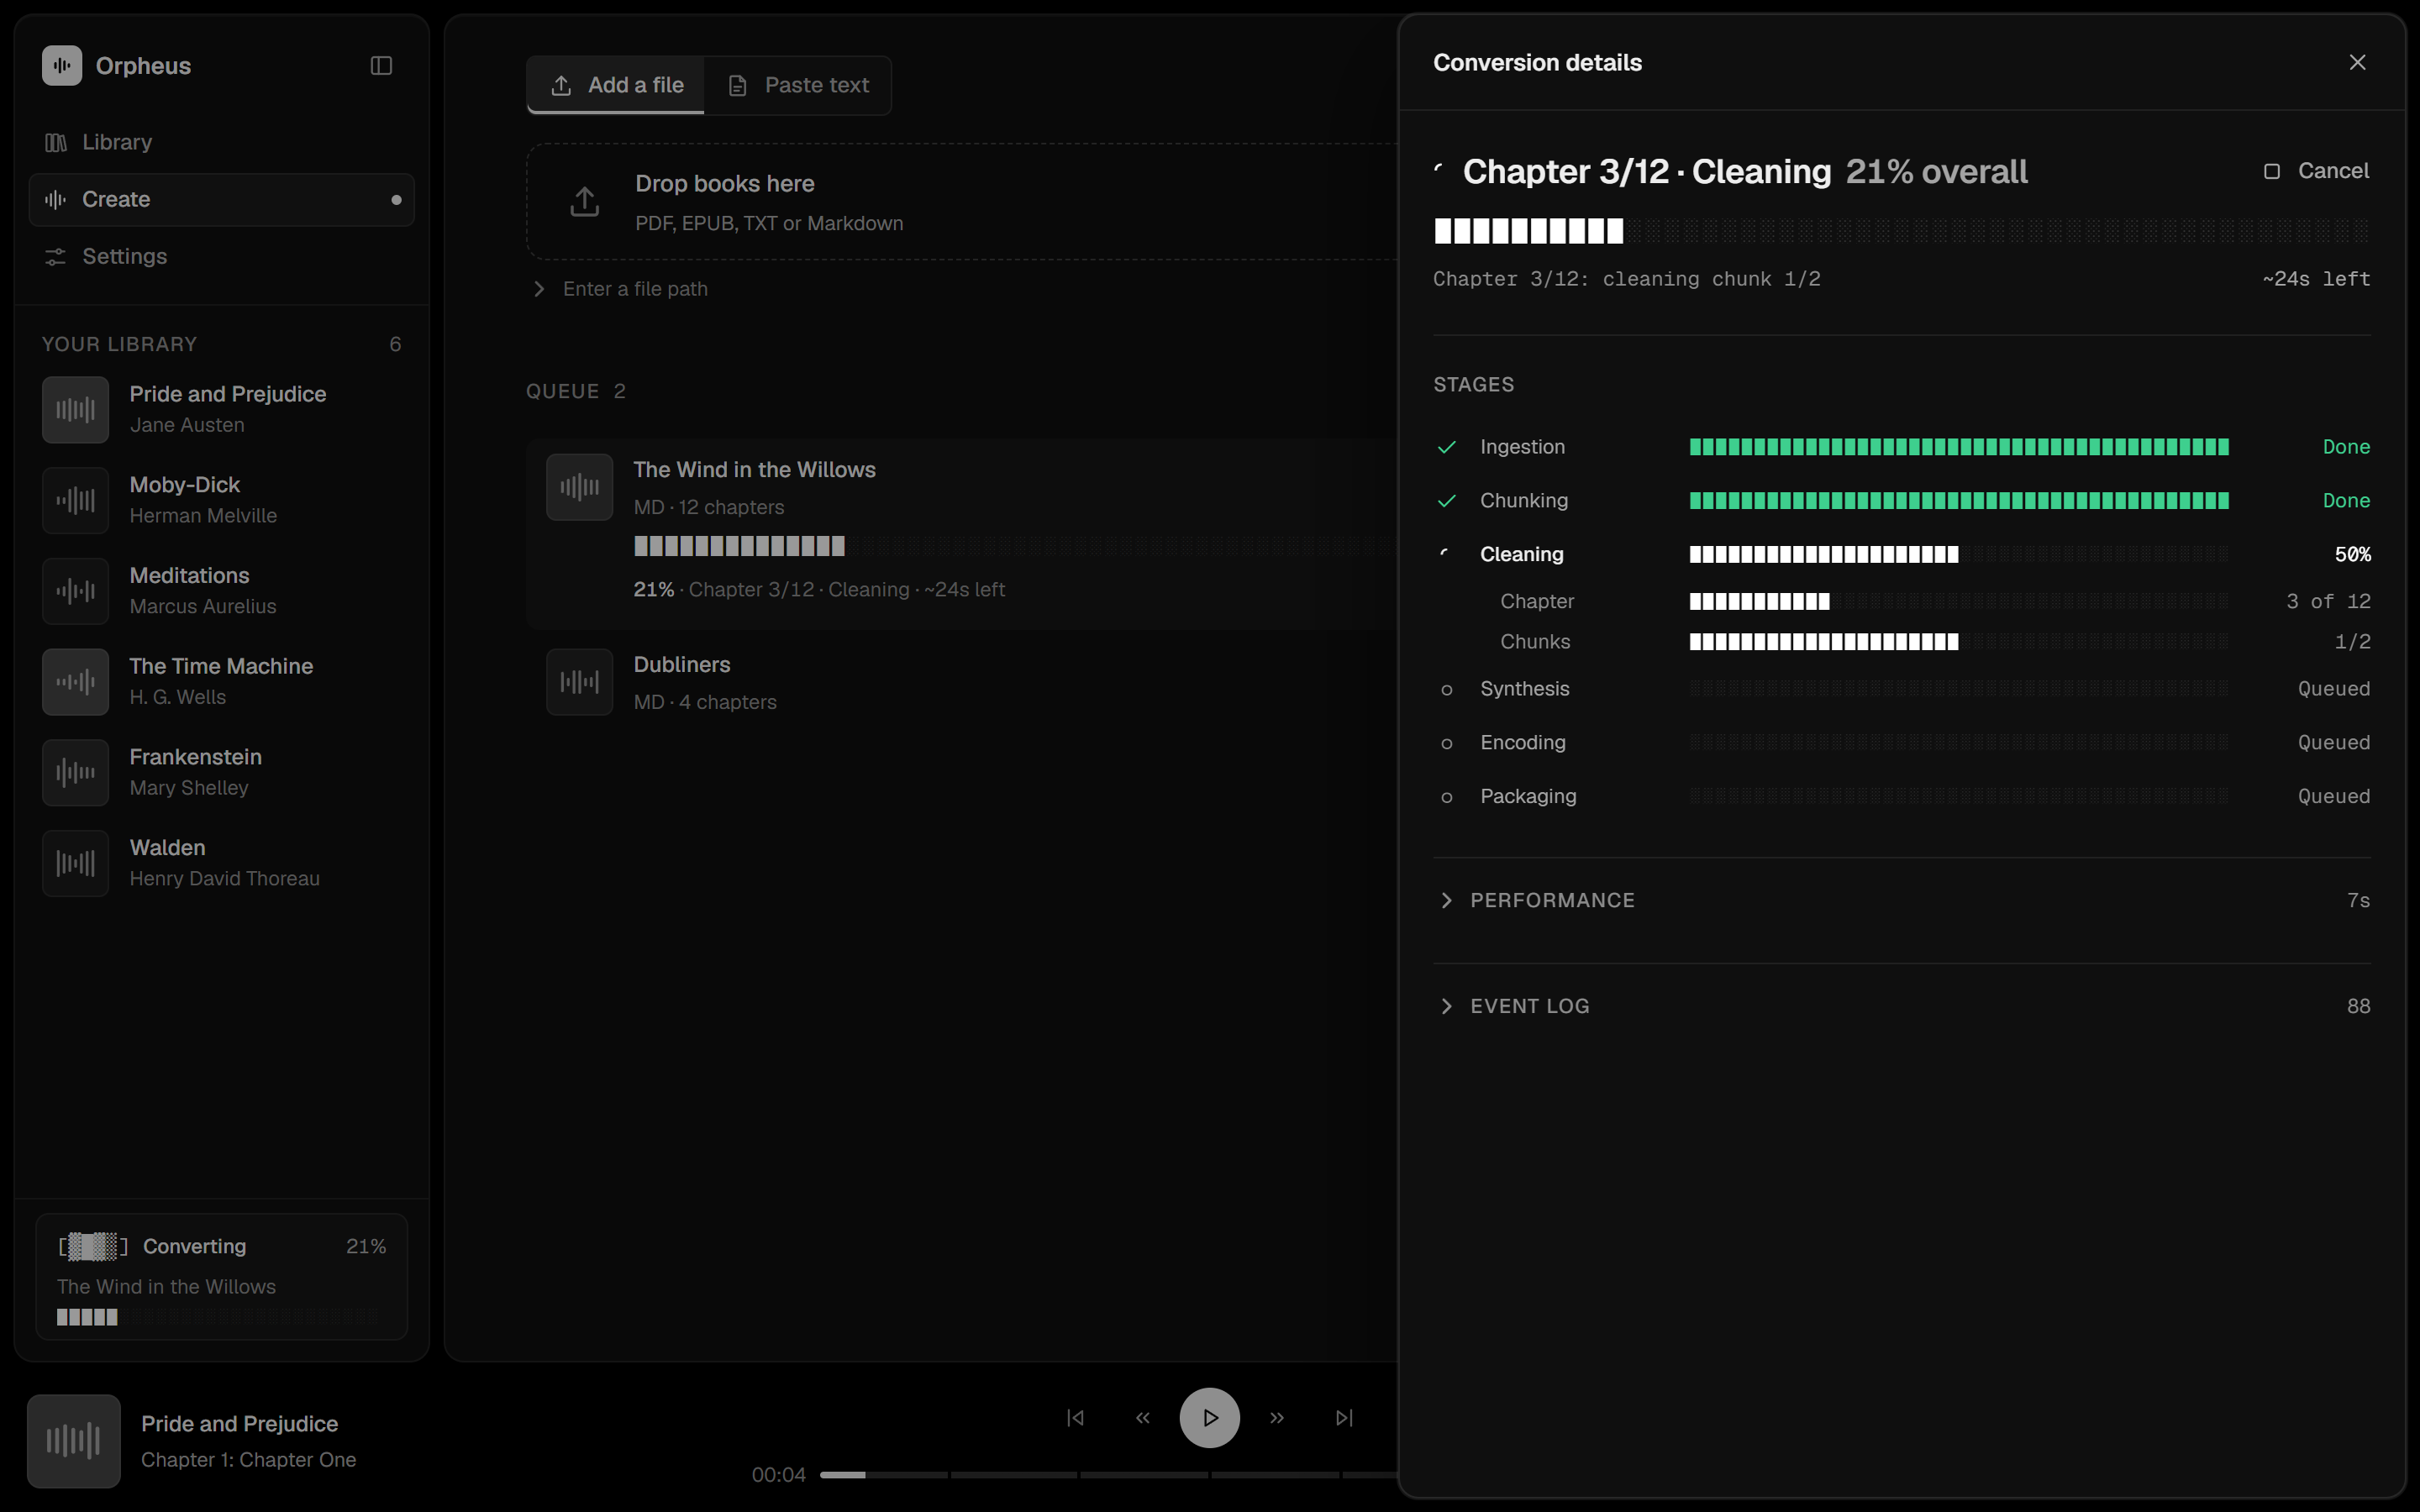 Orpheus
Library
Create
Settings
YOUR LIBRARY 6
Pride and Prejudice
Jane Austen
Moby-Dick
Herman Melville
Meditations
Marcus Aurelius
The Time Machine
H. G. Wells
Frankenstein
Mary Shelley
Walden
Henry David Thoreau
Converting 21%
The Wind in the Willows
Add a file
Paste text
Drop books here
PDF, EPUB, TXT or Markdown
Enter a file path
QUEUE 2
The Wind in the Willows
MD · 12 chapters
21% · Chapter 3/12 · Cleaning · ~24s left
Dubliners
MD · 4 chapters
Conversion details
Chapter 3/12 · Cleaning 21% overall
Cancel
Chapter 3/12: cleaning chunk 1/2 ~24s left
STAGES
Ingestion Done
Chunking Done
Cleaning 50%
Chapter 3 of 12
Chunks 1/2
Synthesis Queued
Encoding Queued
Packaging Queued
PERFORMANCE 7s
EVENT LOG 88
Pride and Prejudice
Chapter 1: Chapter One
00:04